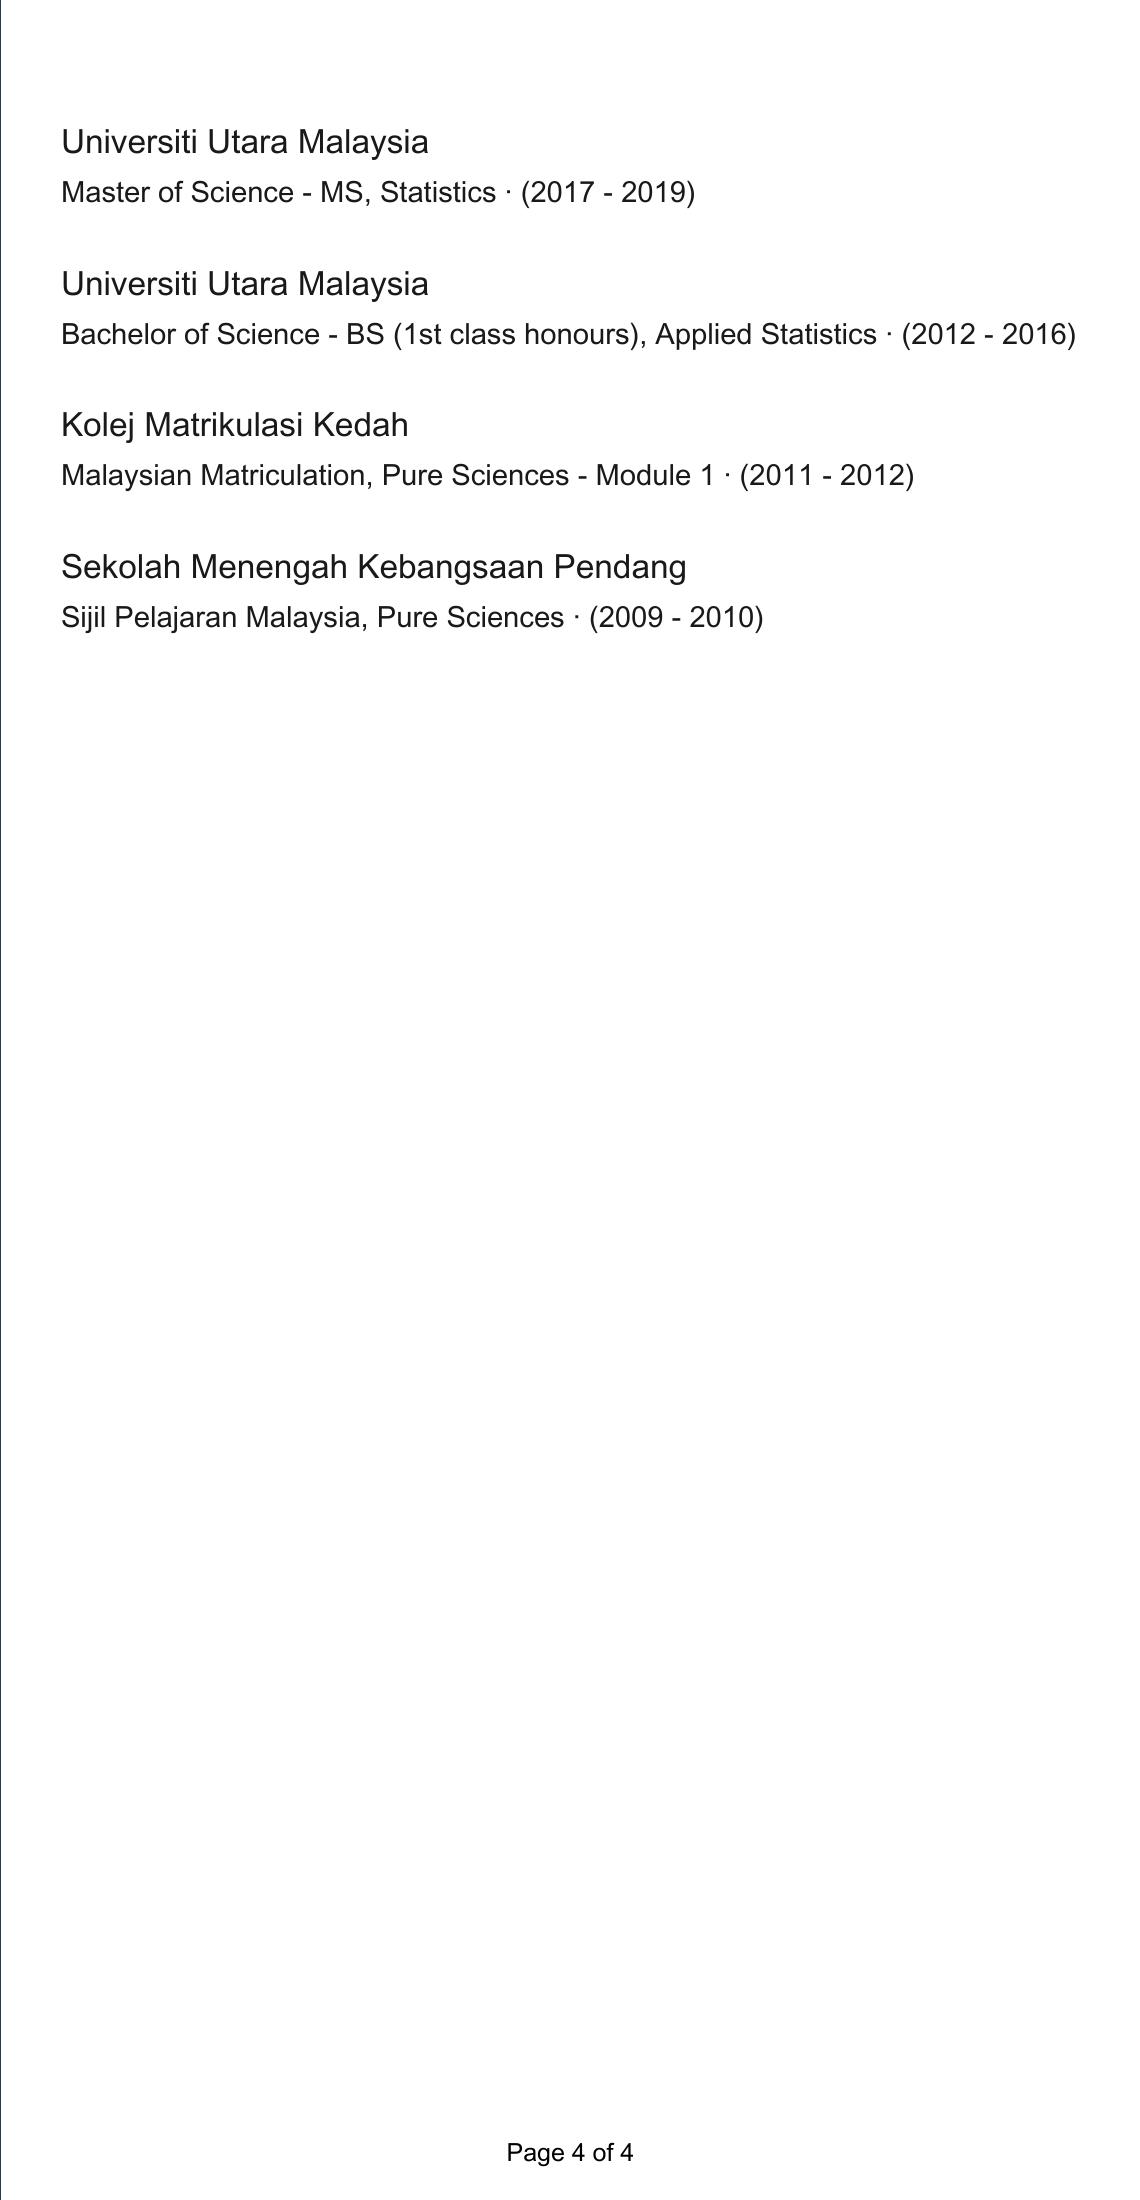 Universiti Utara Malaysia
Master of Science - MS, Statistics · (2017 - 2019)
Universiti Utara Malaysia
Bachelor of Science - BS (1st class honours), Applied Statistics · (2012 - 2016)
Kolej Matrikulasi Kedah
Malaysian Matriculation, Pure Sciences - Module 1 · (2011 - 2012)
Sekolah Menengah Kebangsaan Pendang
Sijil Pelajaran Malaysia, Pure Sciences · (2009 - 2010)
Page 4 of 4